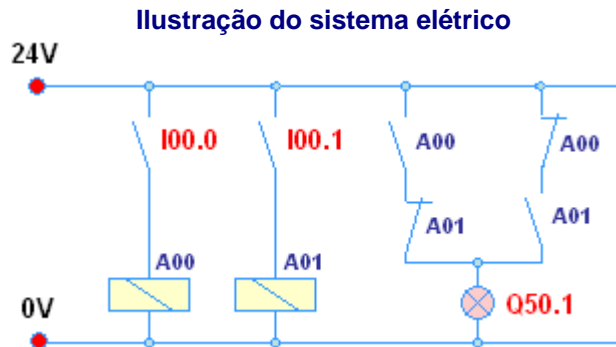 Ilustração do sistema elétrico
24V
I00.0
I00.1
A00
A00
A01
A01
A00
A01
0V
Q50.1